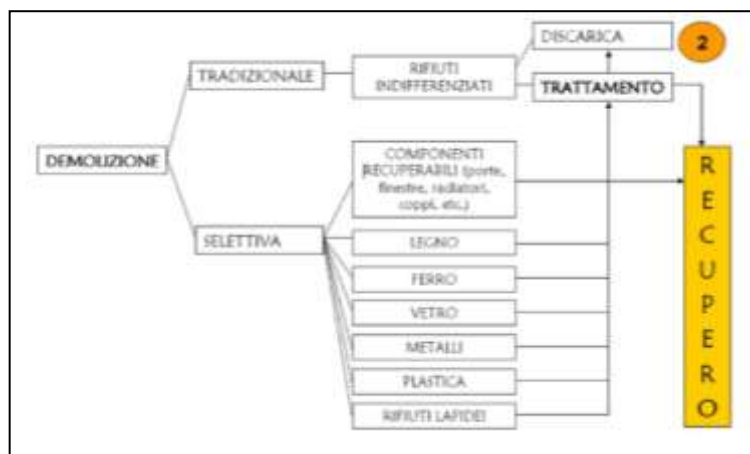 DISCARICA
2
TRADIZIONALE
RIFIUTI
INDIFFERENZIATI
TRATTAMENTO
DEMOLIZIONE
COMPONENTI
RECUPERABILI (porte,
finestre, radiatori,
coppi, etc.)
SELETTIVA
LEGNO
FERRO
VETRO
METALLI
PLASTICA
RIFIUTI LAPIDEI
RECUPERO